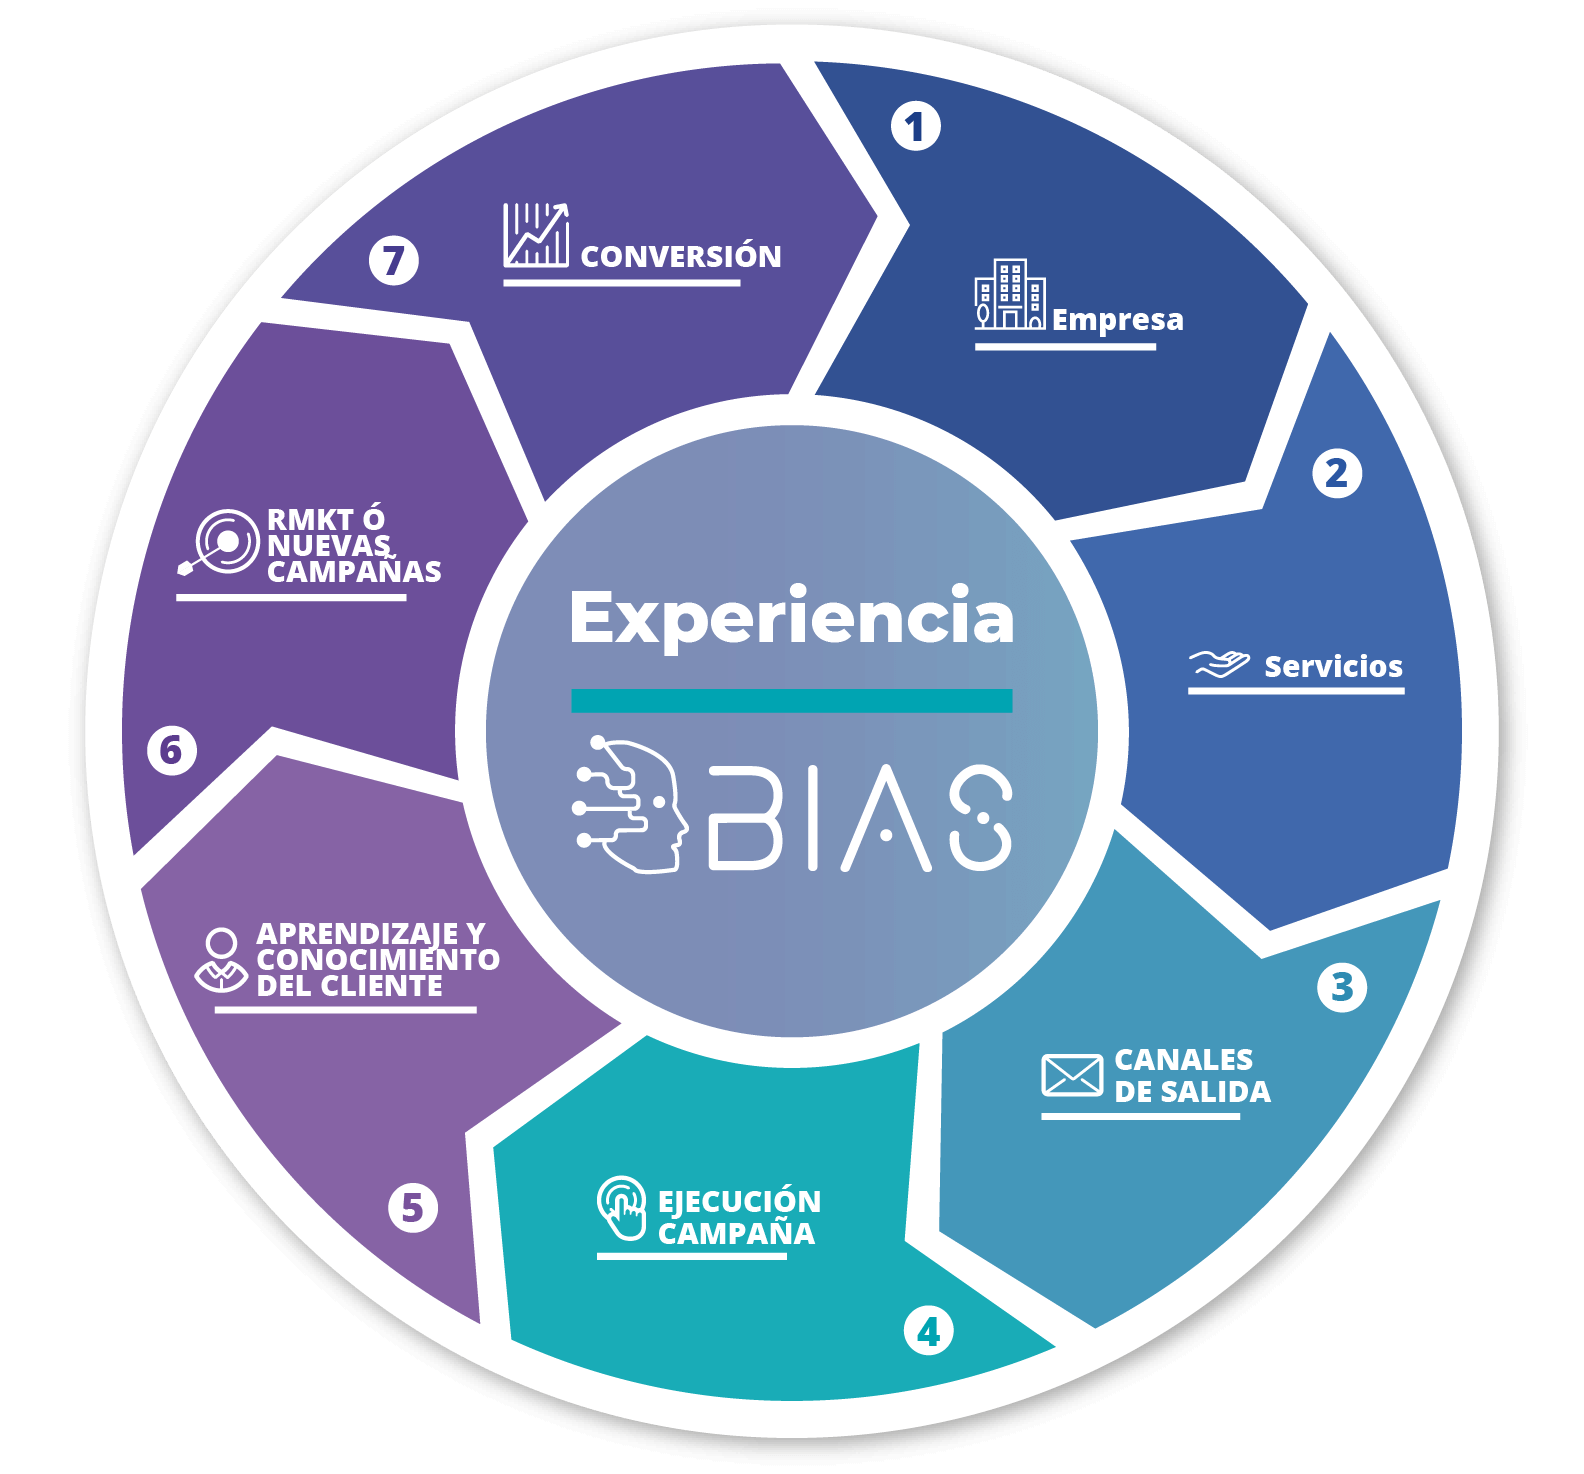 1
Empresa
2
Servicios
3
CANALES
DE SALIDA
4
EJECUCIÓN
CAMPAÑA
5
APRENDIZAJE Y
CONOCIMIENTO
DEL CLIENTE
6
RMKT Ó
NUEVAS
CAMPAÑAS
7
CONVERSIÓN
Experiencia
BIAS